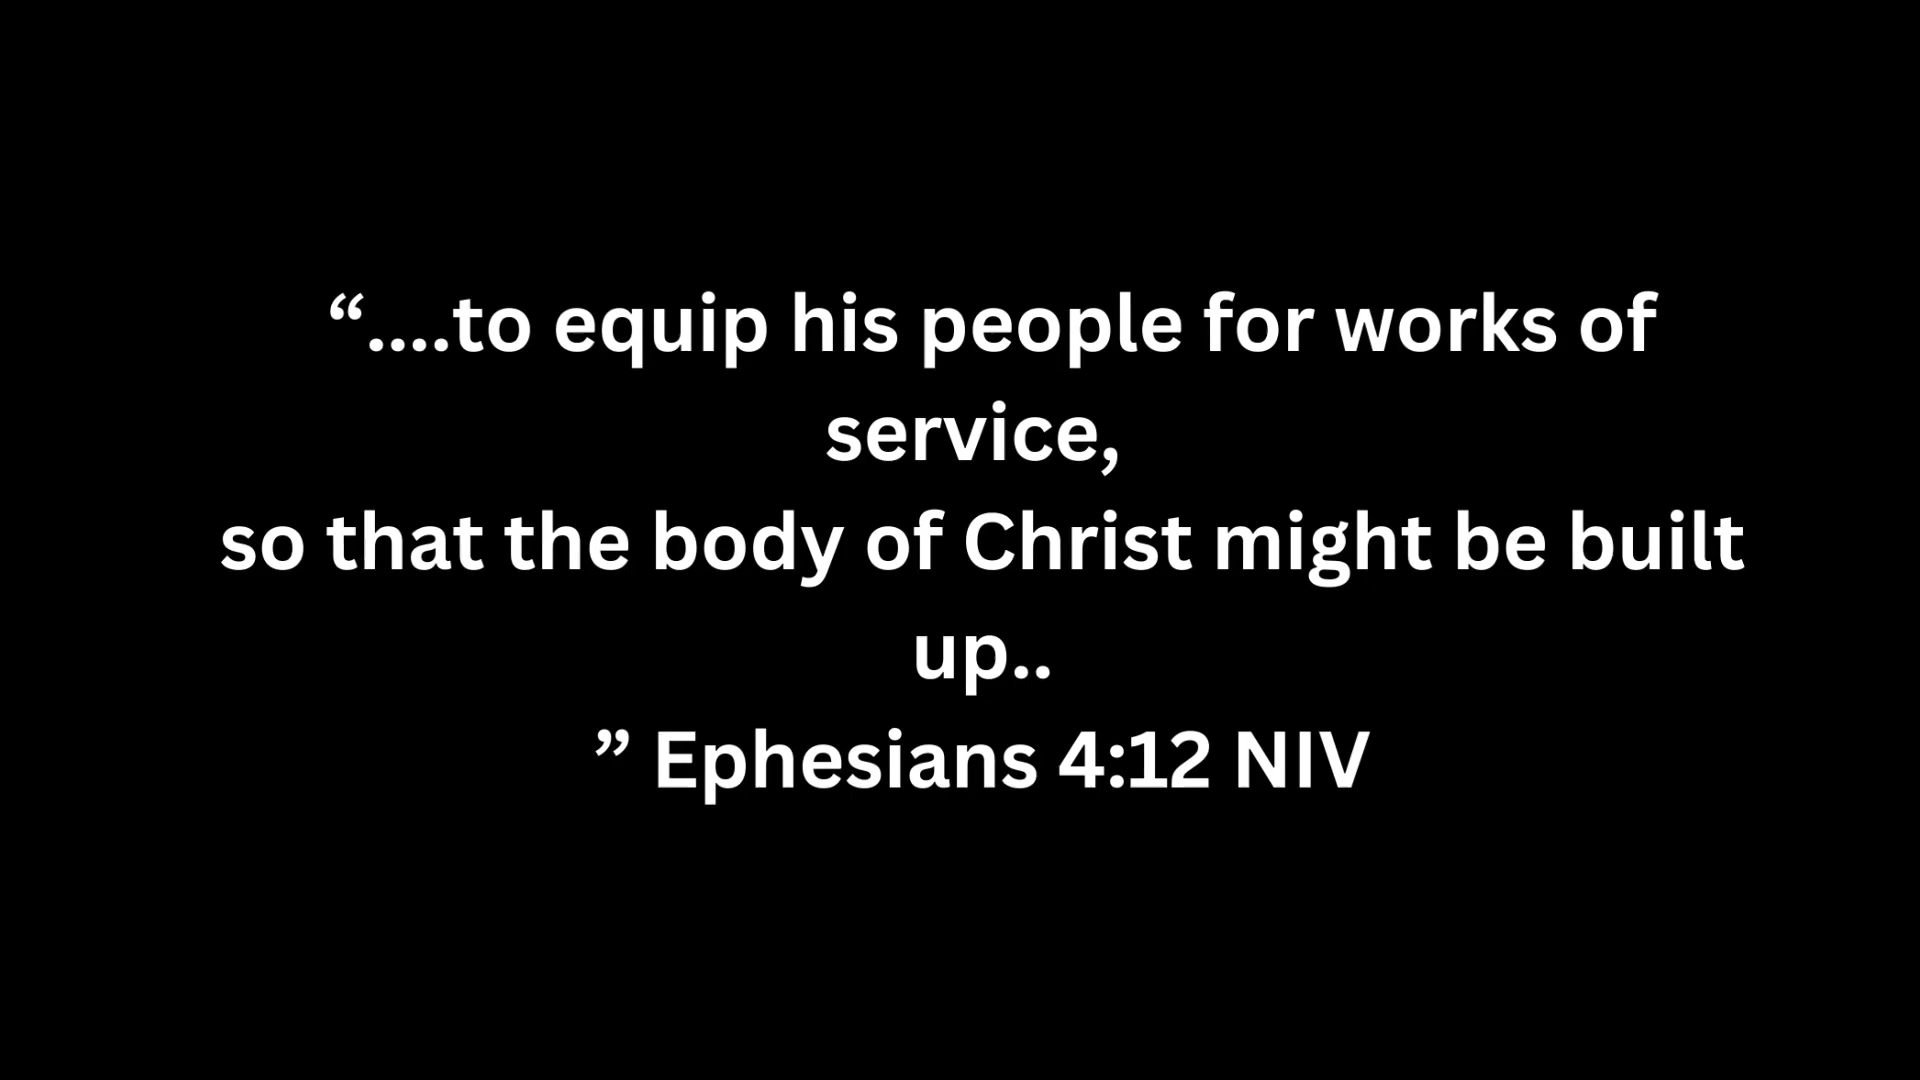 “....to equip his people for works of
service,
so that the body of Christ might be built
up..
” Ephesians 4:12 NIV